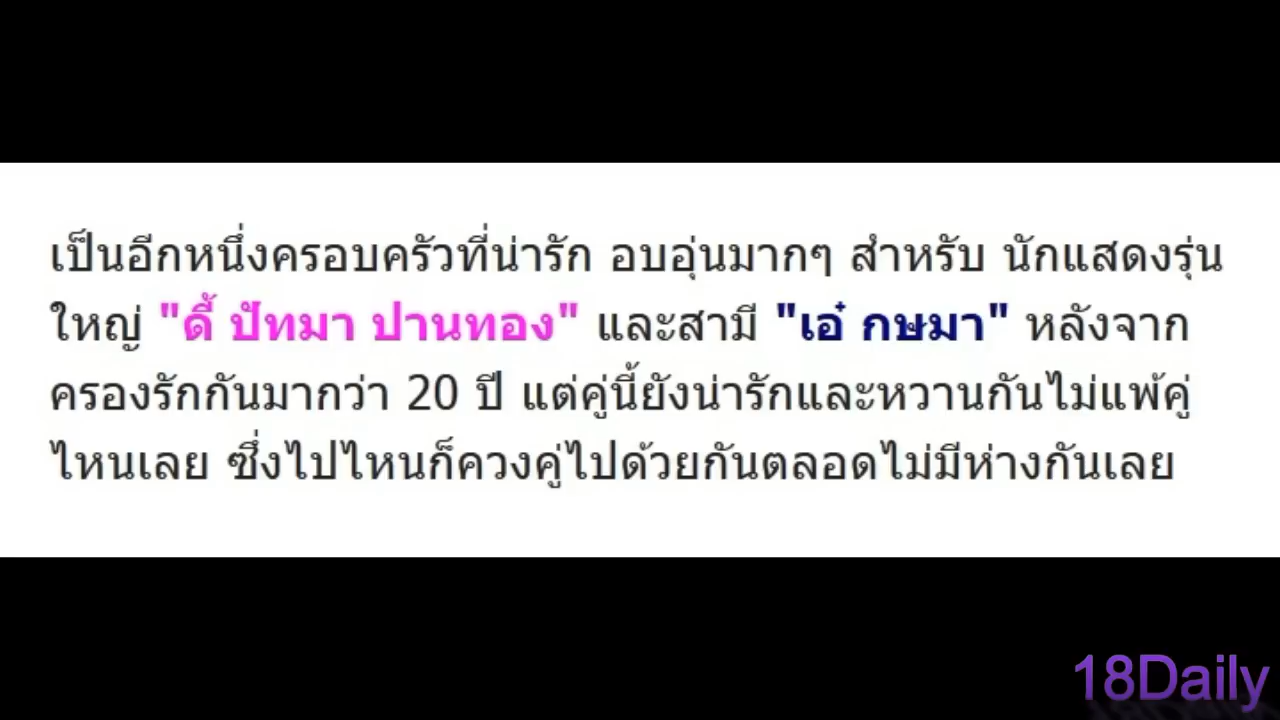 เป็นอีกหนึ่งครอบครัวที่น่ารัก อบอุ่นมากๆ สำหรับ นักแสดงรุ่น
ใหญ่ "ดี้ ปัทมา ปานทอง" และสามี "เอ๋ กษมา" หลังจาก
ครองรักกันมากว่า 20 ปี แต่คู่นี้ยังน่ารักและหวานกันไม่แพ้คู่
ไหนเลย ซึ่งไปไหนก็ควงคู่ไปด้วยกันตลอดไม่มีห่างกันเลย
18Daily